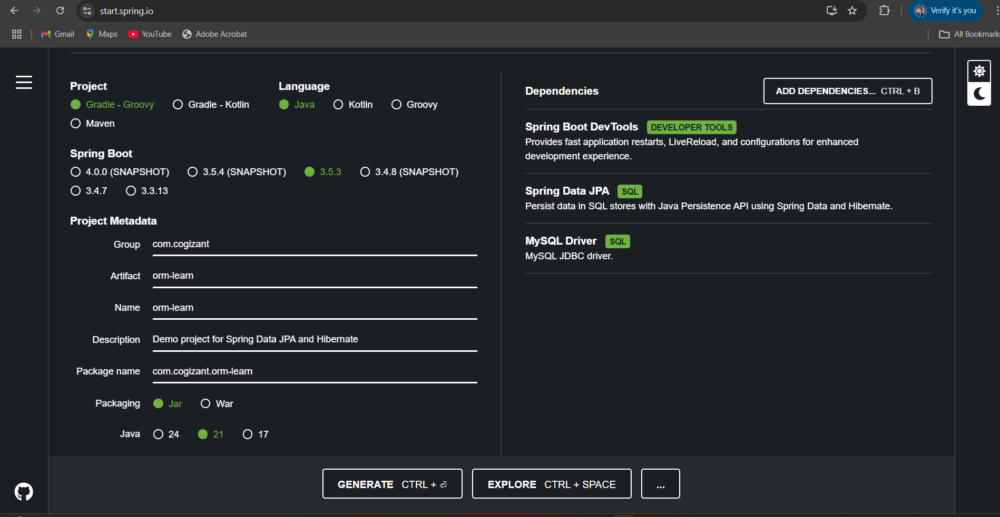 start.spring.io
Verify it's you
Gmail
Maps
YouTube
Adobe Acrobat
All Bookmarks
Project
Gradle - Groovy
Gradle - Kotlin
Maven
Language
Java
Kotlin
Groovy
Spring Boot
4.0.0 (SNAPSHOT)
3.5.4 (SNAPSHOT)
3.5.3
3.4.8 (SNAPSHOT)
3.4.7
3.3.13
Project Metadata
Group com.cogizant
Artifact orm-learn
Name orm-learn
Description Demo project for Spring Data JPA and Hibernate
Package name com.cogizant.orm-learn
Packaging Jar War
Java 24 21 17
Dependencies
ADD DEPENDENCIES... CTRL + B
Spring Boot DevTools DEVELOPER TOOLS
Provides fast application restarts, LiveReload, and configurations for enhanced
development experience.
Spring Data JPA SQL
Persist data in SQL stores with Java Persistence API using Spring Data and Hibernate.
MySQL Driver SQL
MySQL JDBC driver.
GENERATE CTRL + ⏎
EXPLORE CTRL + SPACE
...